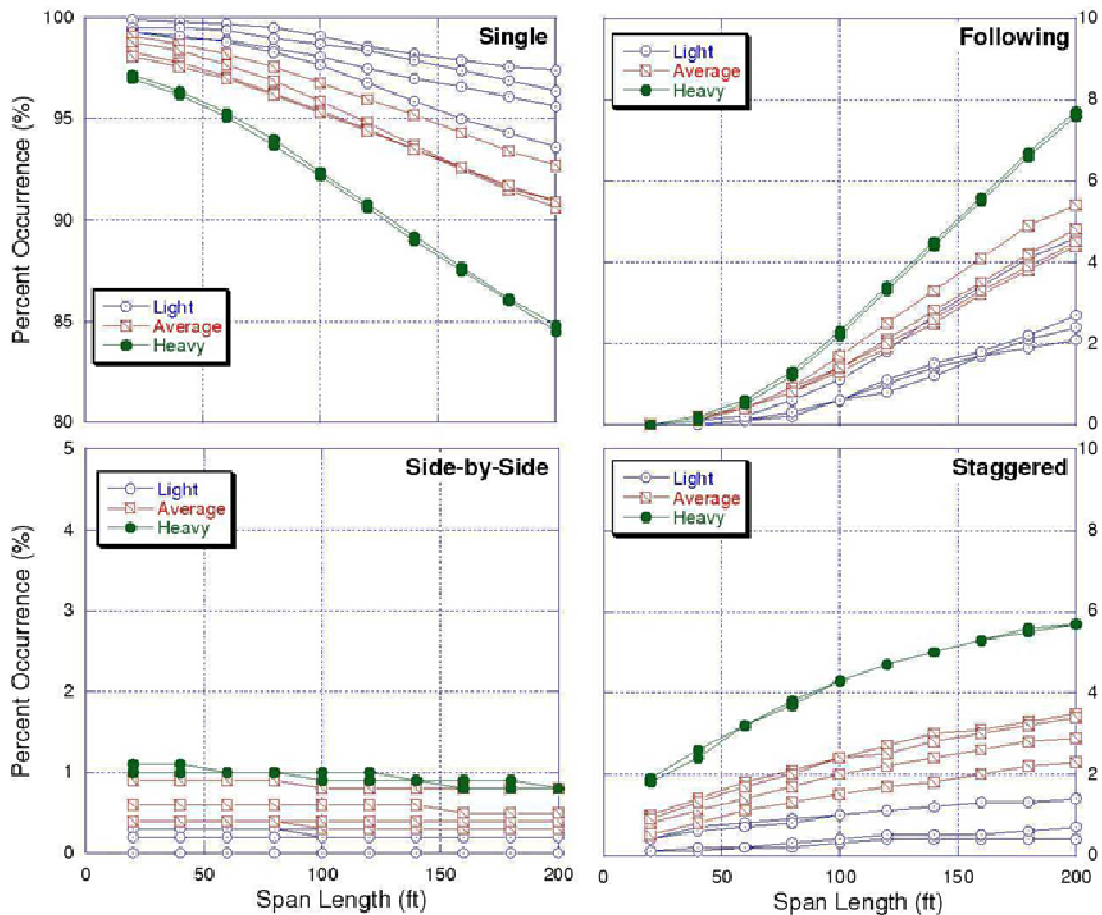 100
95
90
85
80
Percent Occurrence (%)
Single
Light
Average
Heavy
Following
Light
Average
Heavy
10
8
6
4
2
0
5
4
3
2
1
0
Percent Occurrence (%)
Side-by-Side
Light
Average
Heavy
0
50
100
150
200
Span Length (ft)
Staggered
Light
Average
Heavy
10
8
6
4
2
0
0
50
100
150
200
Span Length (ft)